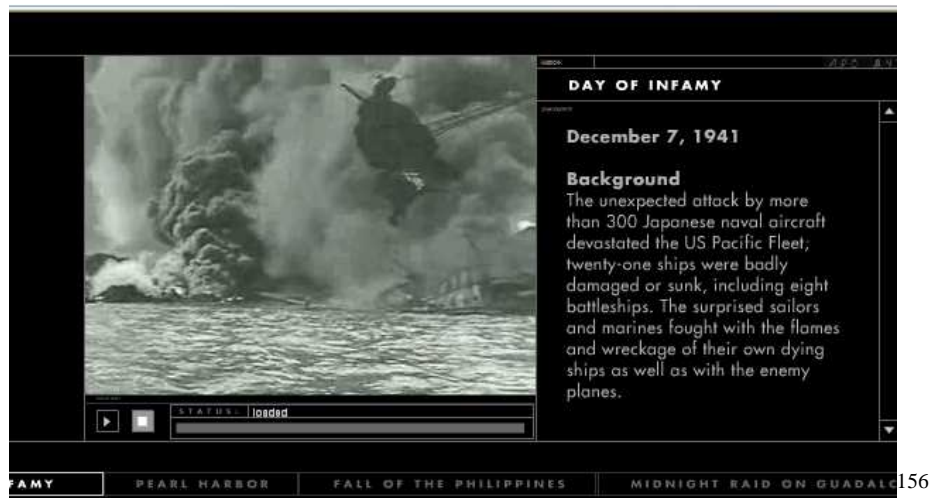 DAY OF INFAMY
December 7, 1941
Background
The unexpected attack by more
than 300 Japanese naval aircraft
devastated the US Pacific Fleet;
twenty-one ships were badly
damaged or sunk, including eight
battleships. The surprised sailors
and marines fought with the flames
and wreckage of their own dying
ships as well as with the enemy
planes.
STATUS: loaded
FAMY PEARL HARBOR FALL OF THE PHILIPPINES MIDNIGHT RAID ON GUADALC 156